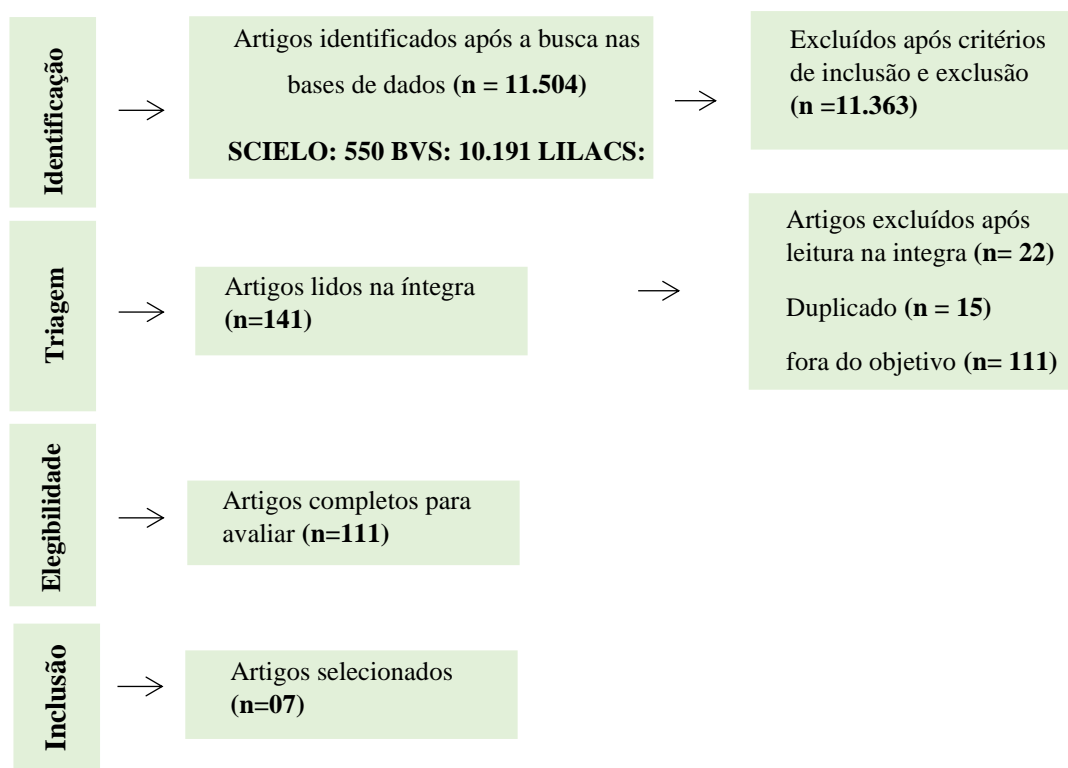 Identificação
Artigos identificados após a busca nas
bases de dados (n = 11.504)
SCIELO: 550 BVS: 10.191 LILACS:
Excluídos após critérios
de inclusão e exclusão
(n =11.363)
Triagem
Artigos lidos na íntegra
(n=141)
Artigos excluídos após
leitura na integra (n= 22)
Duplicado (n = 15)
fora do objetivo (n= 111)
Elegibilidade
Artigos completos para
avaliar (n=111)
Inclusão
Artigos selecionados
(n=07)